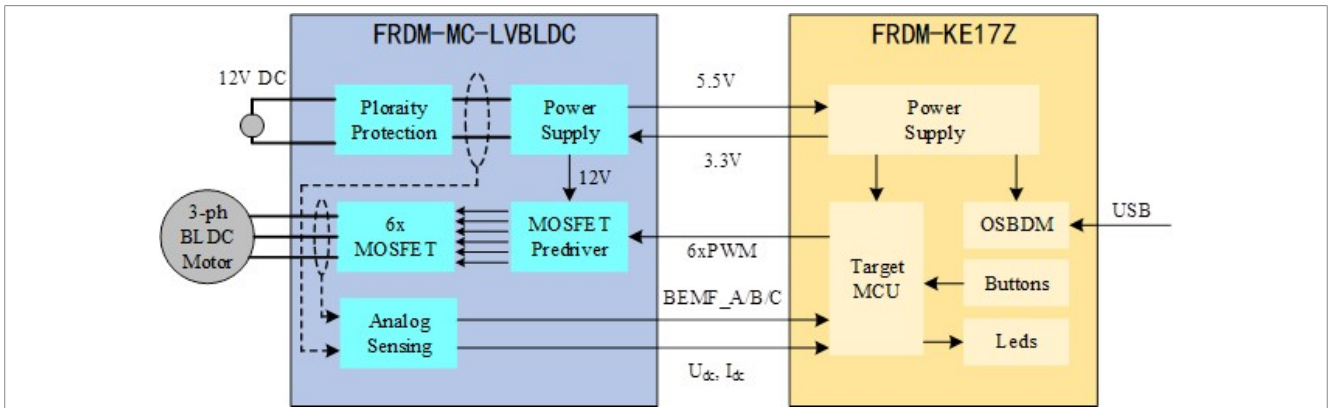 FRDM-MC-LVBLDC
FRDM-KE17Z
12V DC
Ploraity
Protection
Power
Supply
5.5V
3.3V
Power
Supply
12V
3-ph
BLDC
Motor
6x
MOSFET
MOSFET
Predriver
6xPWM
Target
MCU
OSBDM
USB
Buttons
Leds
BEMF_A/B/C
Analog
Sensing
Udc, Idc